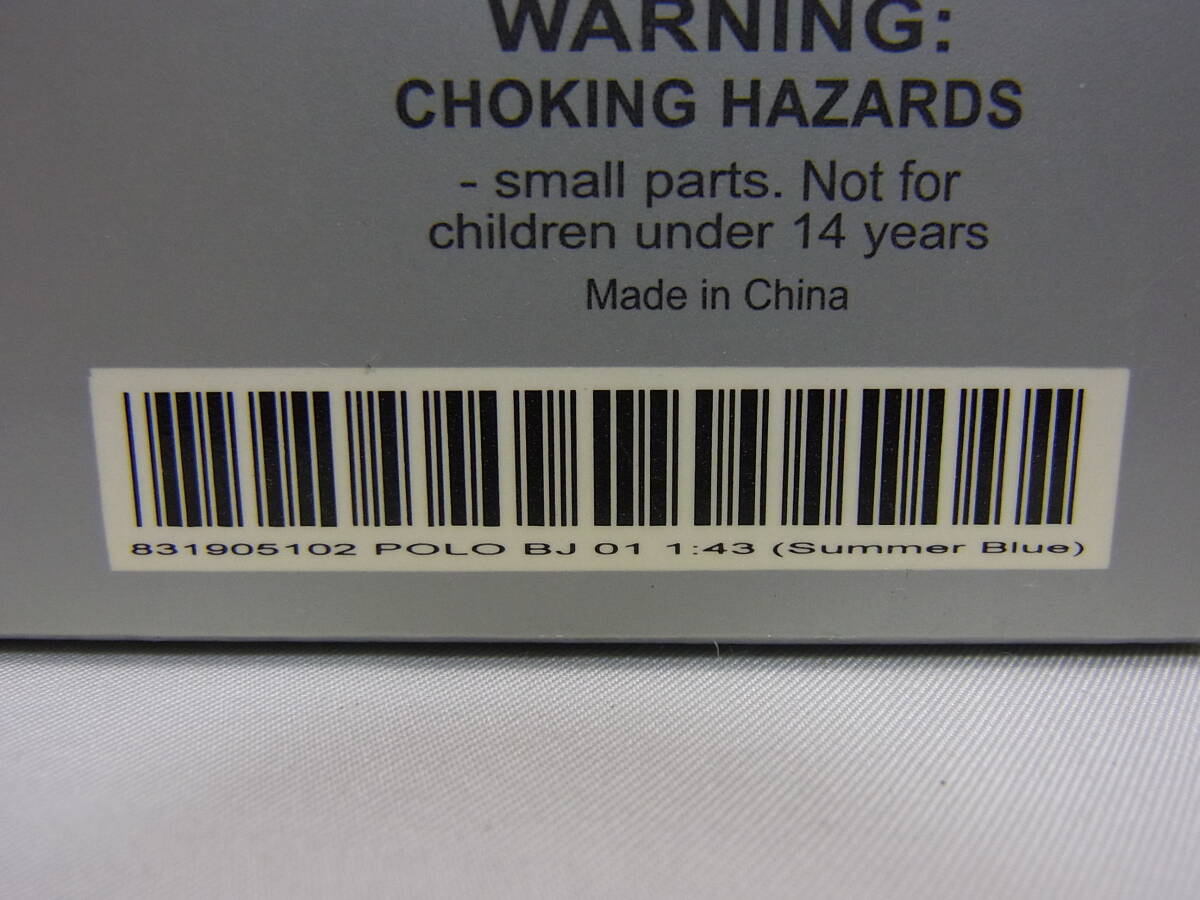 WARNING:
CHOKING HAZARDS
- small parts. Not for
children under 14 years
Made in China
831905102 POLO BJ 01 1:43 (Summer Blue)